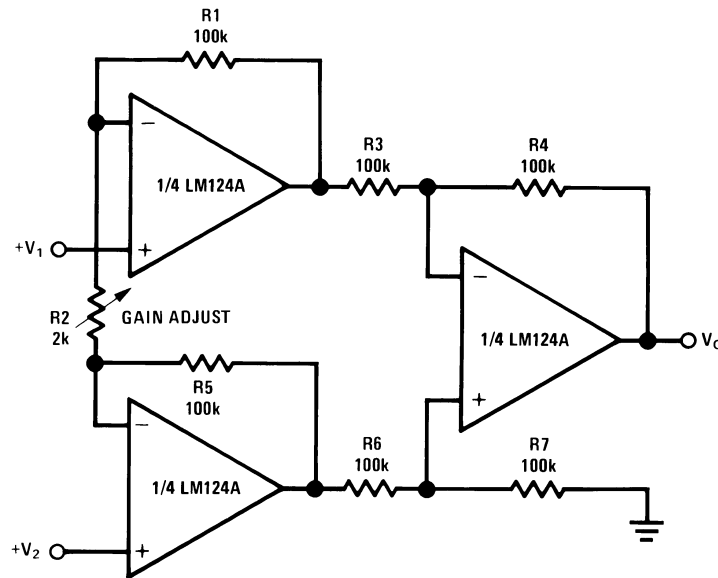 R1
100k
−
1/4 LM124A
+
+V1
R3
100k
R4
100k
R2
2k
GAIN ADJUST
−
1/4 LM124A
+
VO
R5
100k
−
1/4 LM124A
+
+V2
R6
100k
R7
100k